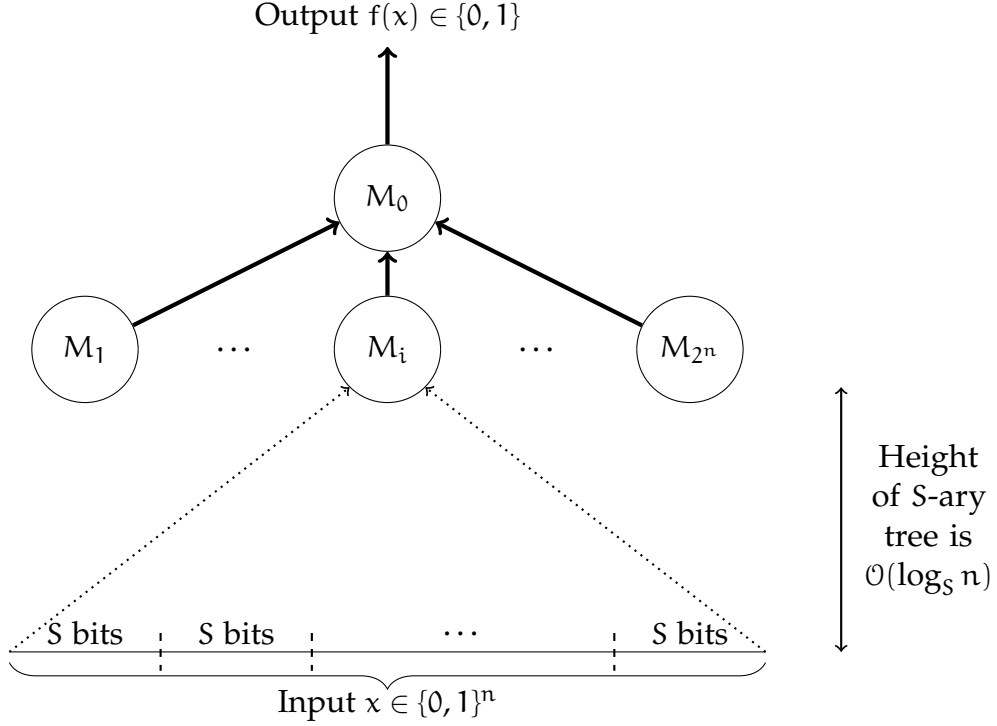 Output f(x) ∈ {0, 1}
M₀
M₁ ⋯ Mᵢ ⋯ M₂ⁿ
Height
of S-ary
tree is
𝒪(log_S n)
S bits S bits ⋯ S bits
Input x ∈ {0, 1}ⁿ